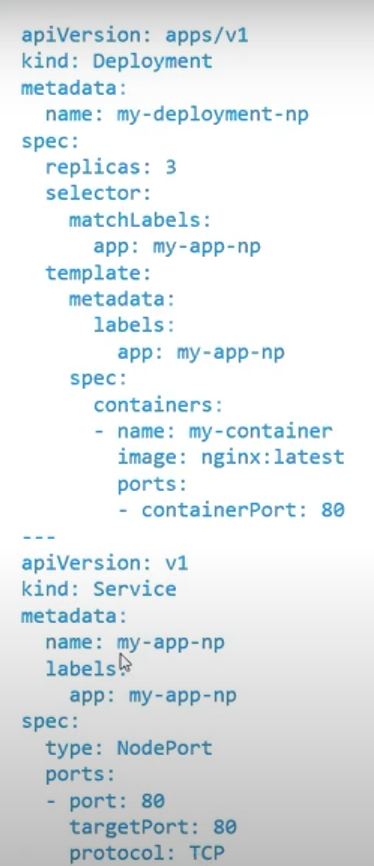 apiVersion: apps/v1
kind: Deployment
metadata:
  name: my-deployment-np
spec:
  replicas: 3
  selector:
    matchLabels:
      app: my-app-np
  template:
    metadata:
      labels:
        app: my-app-np
    spec:
      containers:
      - name: my-container
        image: nginx:latest
        ports:
        - containerPort: 80
---
apiVersion: v1
kind: Service
metadata:
  name: my-app-np
  labels:
    app: my-app-np
spec:
  type: NodePort
  ports:
  - port: 80
    targetPort: 80
    protocol: TCP